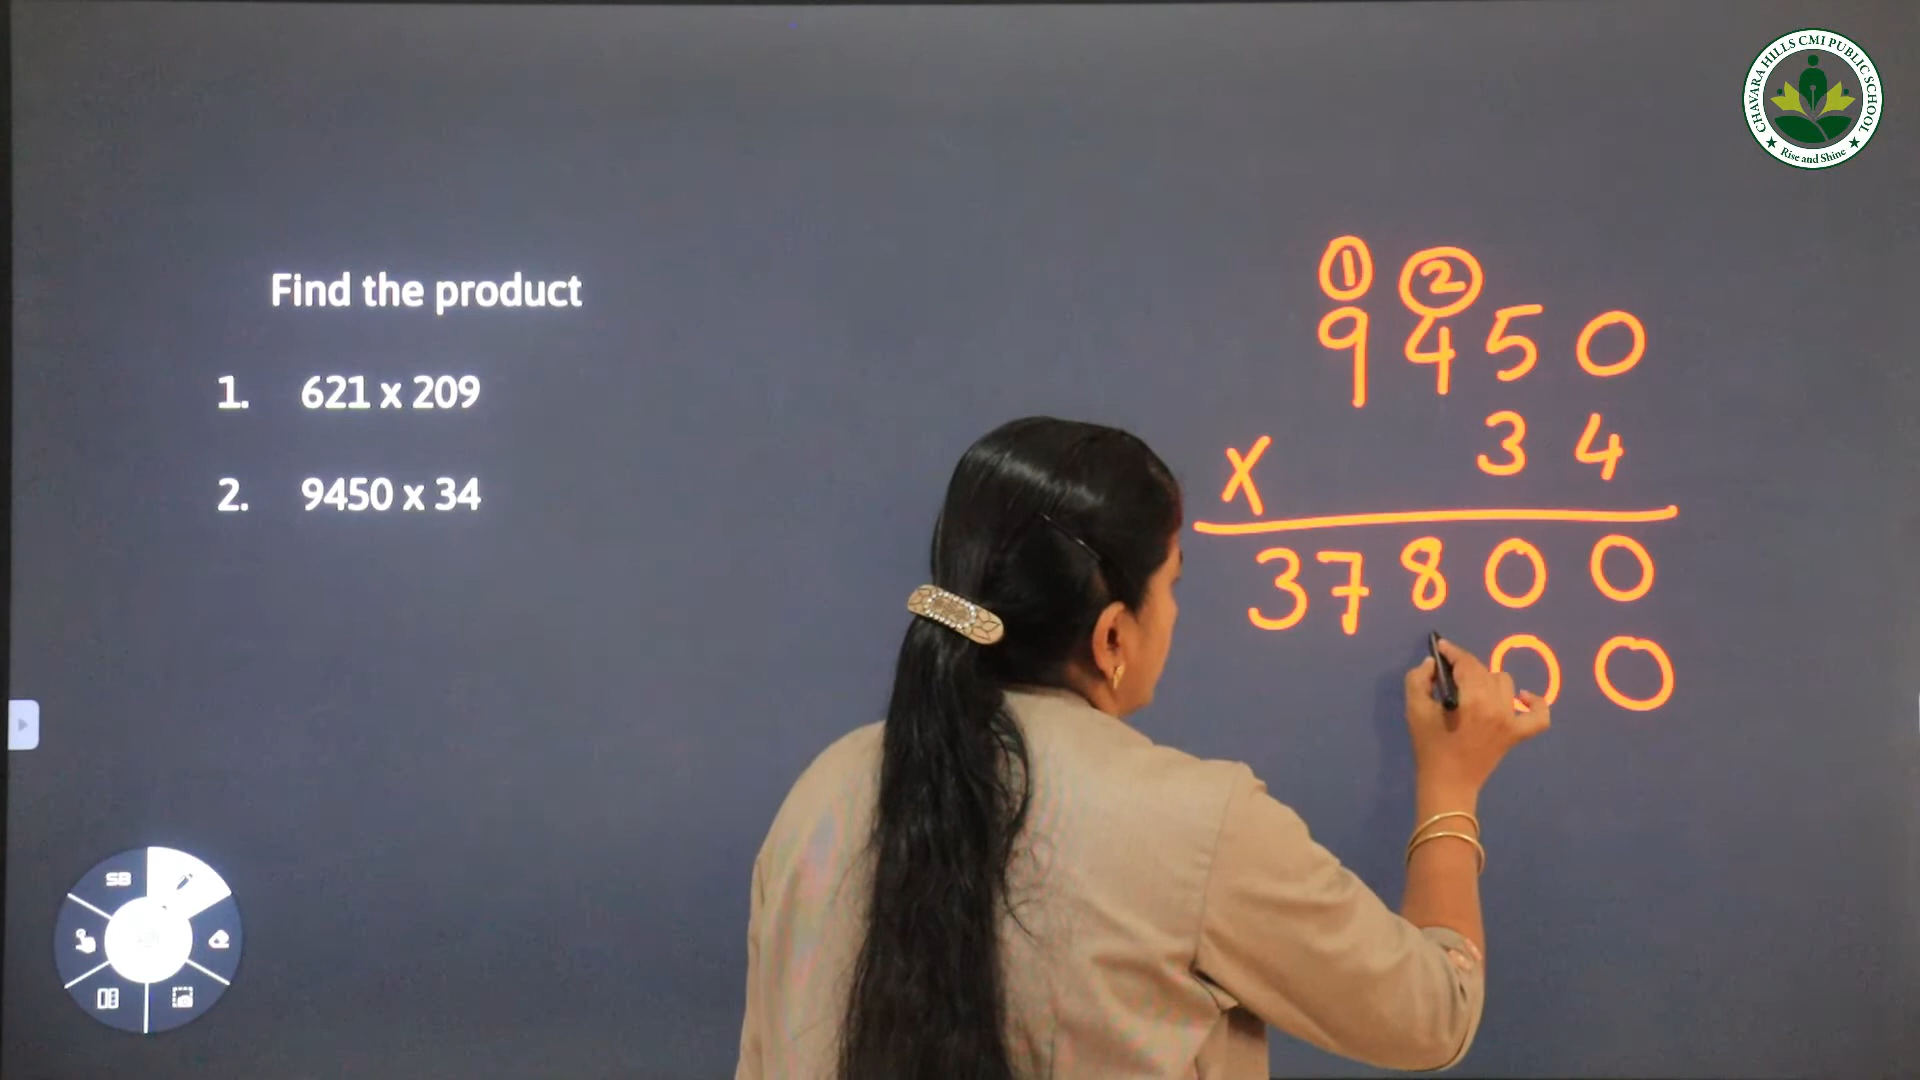 CHAVARA HILLS CMI PUBLIC SCHOOL
Rise and Shine
Find the product
1. 621 x 209
2. 9450 x 34
1 2
9450
x 34
37800
00
SB